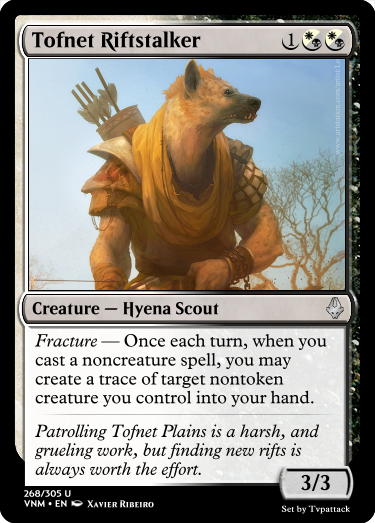 Tofnet Riftstalker 1
Creature — Hyena Scout
Fracture — Once each turn, when you
cast a noncreature spell, you may
create a trace of target nontoken
creature you control into your hand.
Patrolling Tofnet Plains is a harsh, and
grueling work, but finding new rifts is
always worth the effort.
3/3
268/305 U
VNM • EN Xavier Ribeiro
Set by Tvpattack